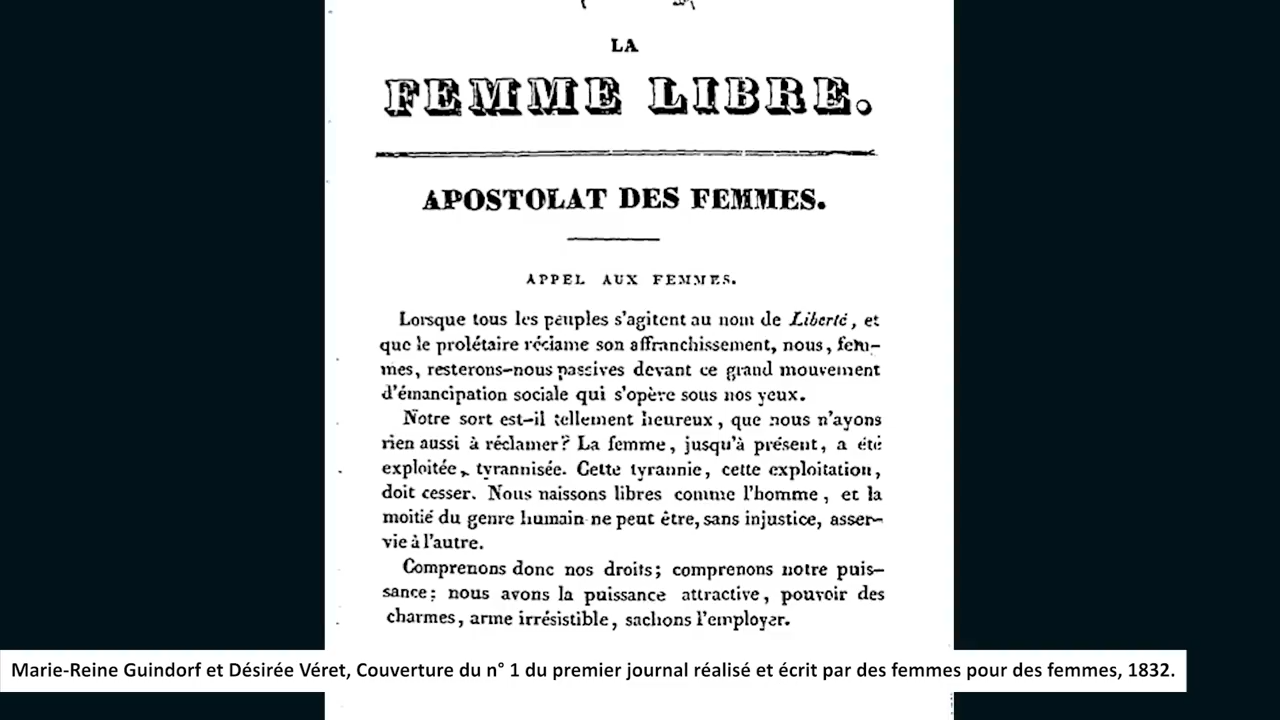 LA
FEMME LIBRE.
APOSTOLAT DES FEMMES.
APPEL AUX FEMMES.
Lorsque tous les peuples s'agitent au nom de Liberté, et
que le prolétaire réclame son affranchissement, nous, fem-
mes, resterons-nous passives devant ce grand mouvement
d'émancipation sociale qui s'opère sous nos yeux.
Notre sort est-il tellement heureux, que nous n'ayons
rien aussi à réclamer? La femme, jusqu'à présent, a été
exploitée, tyrannisée. Cette tyrannie, cette exploitation,
doit cesser. Nous naissons libres comme l'homme, et la
moitié du genre humain ne peut être, sans injustice, asser-
vie à l'autre.
Comprenons donc nos droits; comprenons notre puis-
sance; nous avons la puissance attractive, pouvoir des
charmes, arme irrésistible, sachons l'employer.
Marie-Reine Guindorf et Désirée Véret, Couverture du n° 1 du premier journal réalisé et écrit par des femmes pour des femmes, 1832.